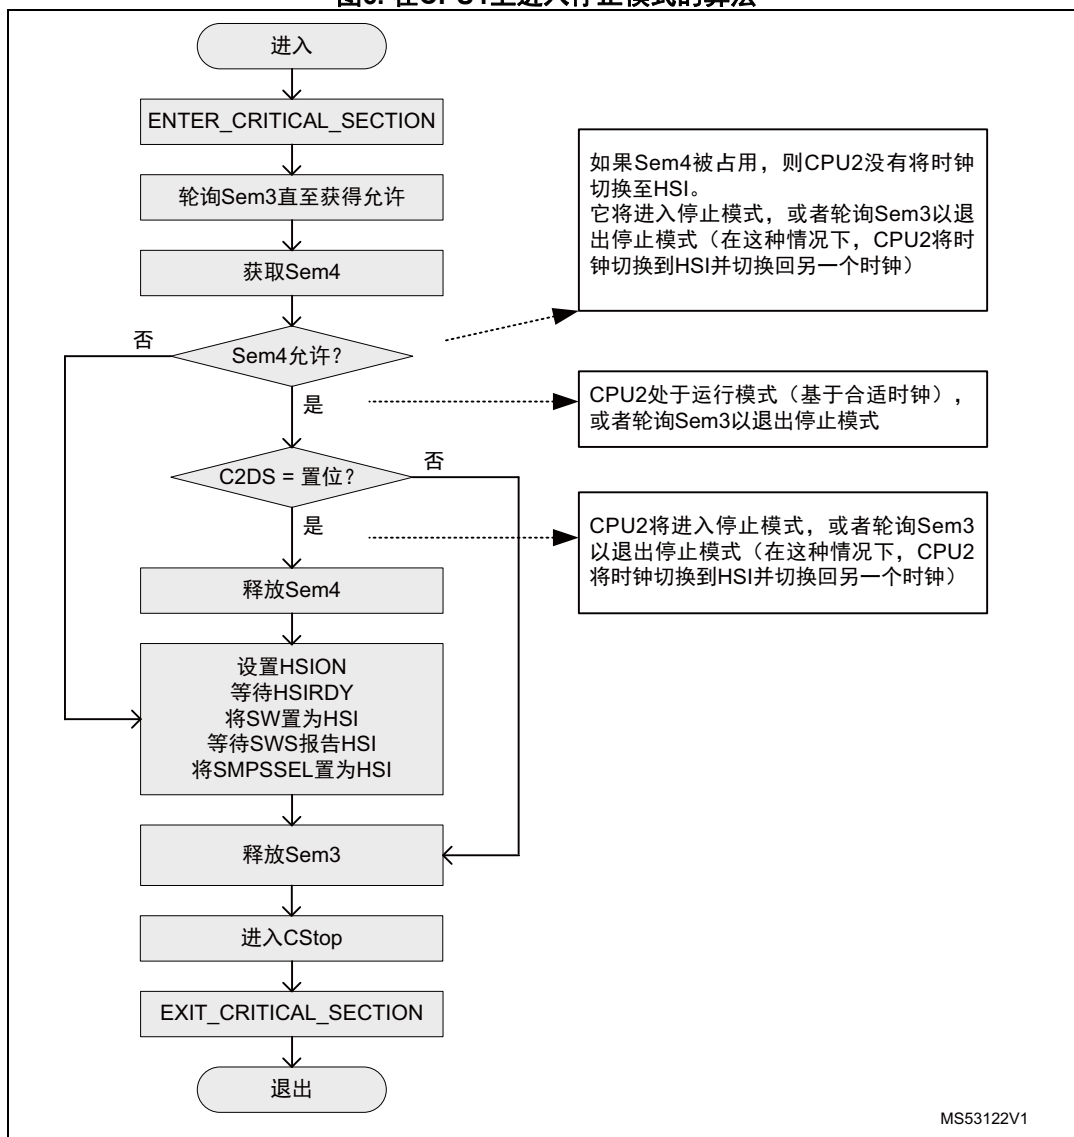 进入
ENTER_CRITICAL_SECTION
轮询Sem3直至获得允许
获取Sem4
如果Sem4被占用，则CPU2没有将时钟
切换至HSI。
它将进入停止模式，或者轮询Sem3以退
出停止模式（在这种情况下，CPU2将时
钟切换到HSI并切换回另一个时钟）
否
Sem4允许？
是
CPU2处于运行模式（基于合适时钟），
或者轮询Sem3以退出停止模式
C2DS = 置位？
否
是
CPU2将进入停止模式，或者轮询Sem3
以退出停止模式（在这种情况下，CPU2
将时钟切换到HSI并切换回另一个时钟）
释放Sem4
设置HSION
等待HSIRDY
将SW置为HSI
等待SWS报告HSI
将SMPSSEL置为HSI
释放Sem3
进入CStop
EXIT_CRITICAL_SECTION
退出
MS53122V1